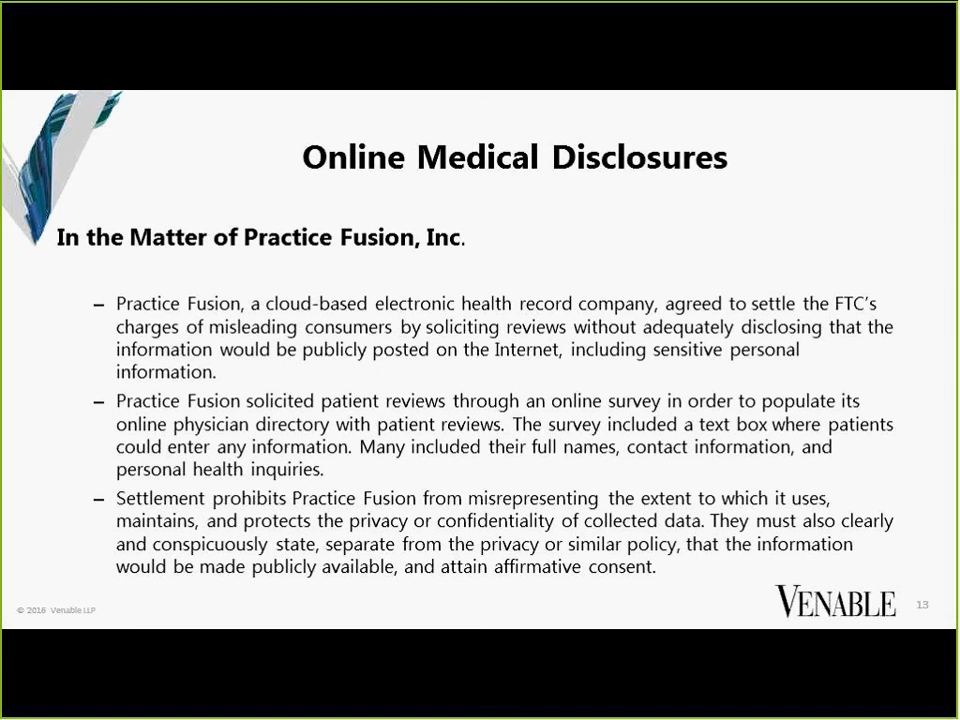 Online Medical Disclosures
In the Matter of Practice Fusion, Inc.
– Practice Fusion, a cloud-based electronic health record company, agreed to settle the FTC's
charges of misleading consumers by soliciting reviews without adequately disclosing that the
information would be publicly posted on the Internet, including sensitive personal
information.
– Practice Fusion solicited patient reviews through an online survey in order to populate its
online physician directory with patient reviews. The survey included a text box where patients
could enter any information. Many included their full names, contact information, and
personal health inquiries.
– Settlement prohibits Practice Fusion from misrepresenting the extent to which it uses,
maintains, and protects the privacy or confidentiality of collected data. They must also clearly
and conspicuously state, separate from the privacy or similar policy, that the information
would be made publicly available, and attain affirmative consent.
© 2016 Venable LLP
VENABLE
13